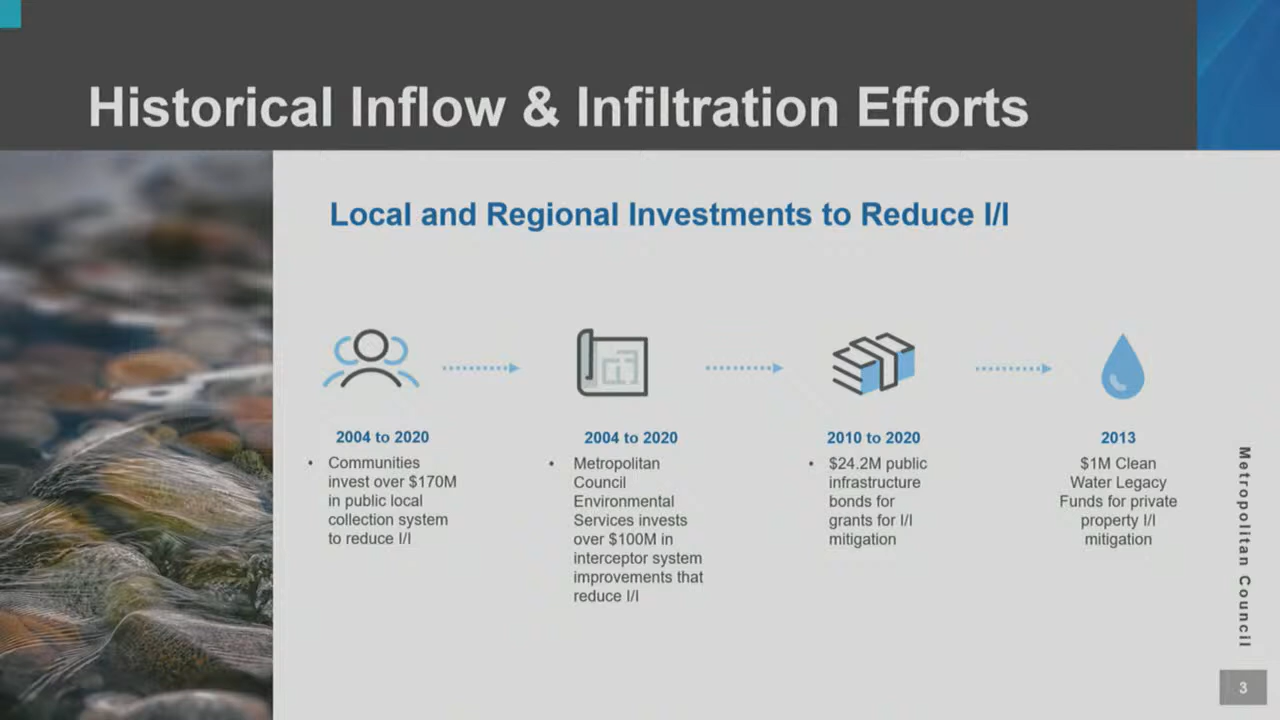 Historical Inflow & Infiltration Efforts
Local and Regional Investments to Reduce I/I
2004 to 2020
• Communities
invest over $170M
in public local
collection system
to reduce I/I
2004 to 2020
• Metropolitan
Council
Environmental
Services invests
over $100M in
interceptor system
improvements that
reduce I/I
2010 to 2020
• $24.2M public
infrastructure
bonds for
grants for I/I
mitigation
2013
$1M Clean
Water Legacy
Funds for private
property I/I
mitigation
Metropolitan Council
3